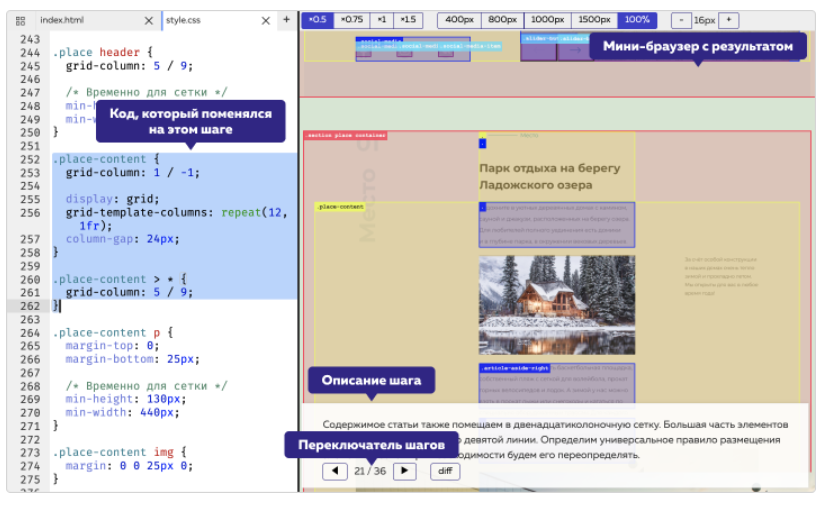 index.html
style.css
+
×0.5 ×0.75 ×1 ×1.5 400px 800px 1000px 1500px 100% - 16px +
243
244 .place header {
245 grid-column: 5 / 9;
246
247 /* Временно для сетки */
248 min-h
249 min-w
250 }
251
252 .place-content {
253 grid-column: 1 / -1;
254
255 display: grid;
256 grid-template-columns: repeat(12,
1fr);
257 column-gap: 24px;
258 }
259
260 .place-content > * {
261 grid-column: 5 / 9;
262 }
263
264 .place-content p {
265 margin-top: 0;
266 margin-bottom: 25px;
267
268 /* Временно для сетки */
269 min-height: 130px;
270 min-width: 440px;
271 }
272
273 .place-content img {
274 margin: 0 0 25px 0;
275 }
Код, который поменялся
на этом шаге
Мини-браузер с результатом
.section place container
Место
место
Парк отдыха на берегу
Ладожского озера
.place-content
За счёт особой конструкции
.article-aside-right
Описание шага
Содержимое статьи также помещаем в двенадцатиколоночную сетку. Большая часть элементов
Переключатель шагов
девятой линии. Определим универсальное правило размещения
будем его переопределять.
21 / 36
diff